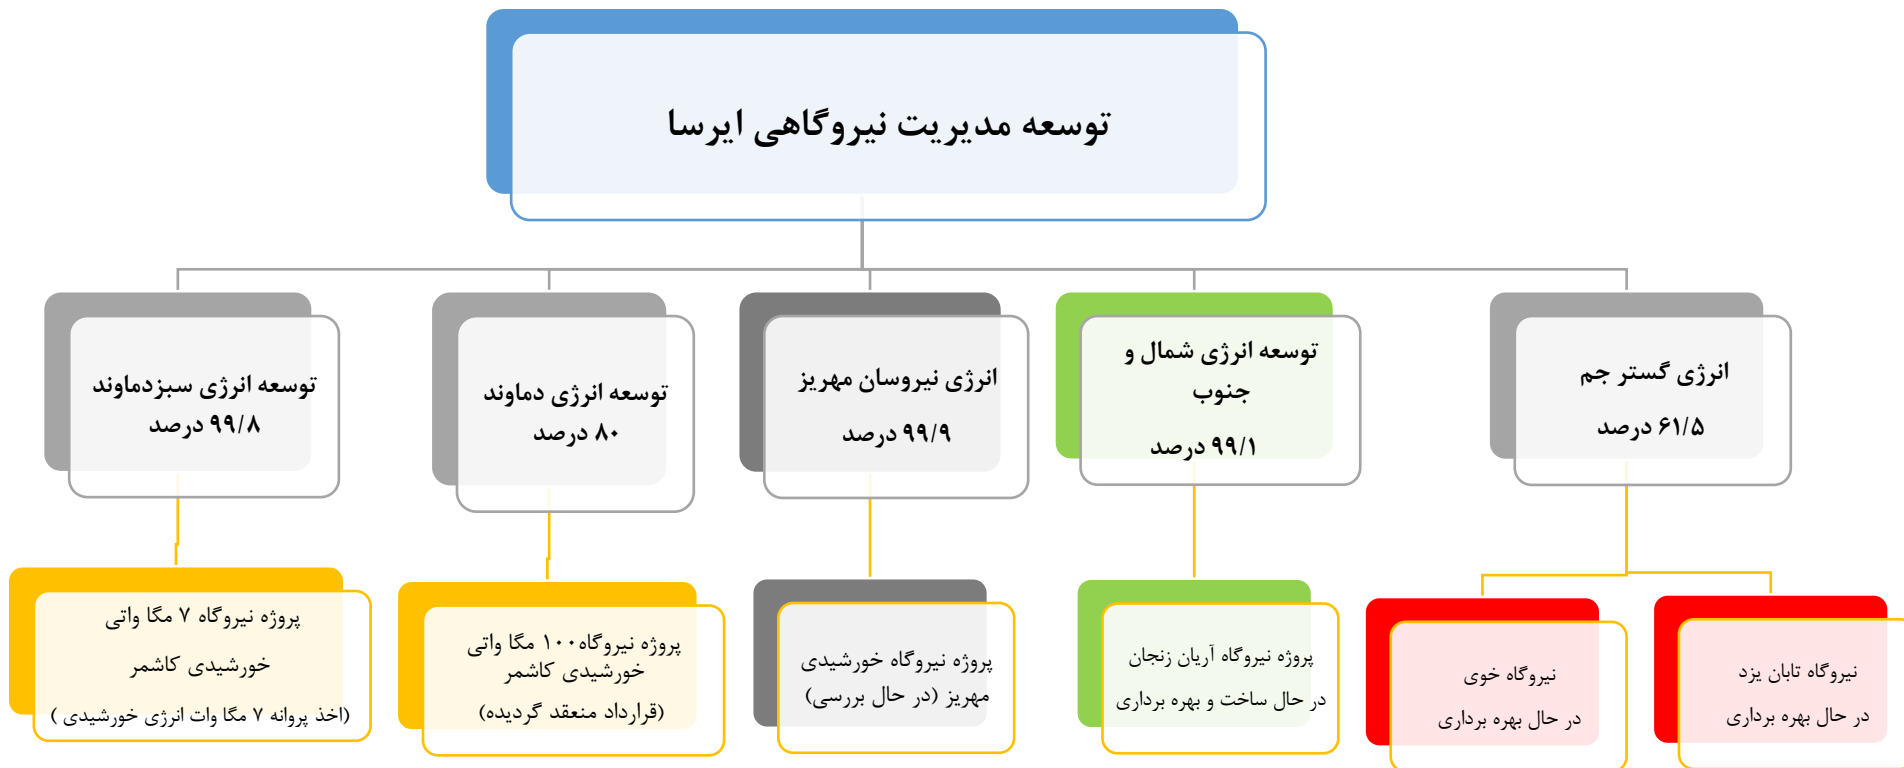 توسعه مدیریت نیروگاهی ایرسا
انرژی گستر جم
۶۱/۵ درصد
توسعه انرژی شمال و
جنوب
۹۹/۱ درصد
انرژی نیروسان مهریز
۹۹/۹ درصد
توسعه انرژی دماوند
۸۰ درصد
توسعه انرژی سبزدماوند
۹۹/۸ درصد
نیروگاه تابان یزد
در حال بهره برداری
نیروگاه خوی
در حال بهره برداری
پروژه نیروگاه آریان زنجان
در حال ساخت و بهره برداری
پروژه نیروگاه خورشیدی
مهریز (در حال بررسی)
پروژه نیروگاه۱۰۰ مگا واتی
خورشیدی کاشمر
(قرارداد منعقد گردیده)
پروژه نیروگاه ۷ مگا واتی
خورشیدی کاشمر
(اخذ پروانه ۷ مگا وات انرژی خورشیدی )